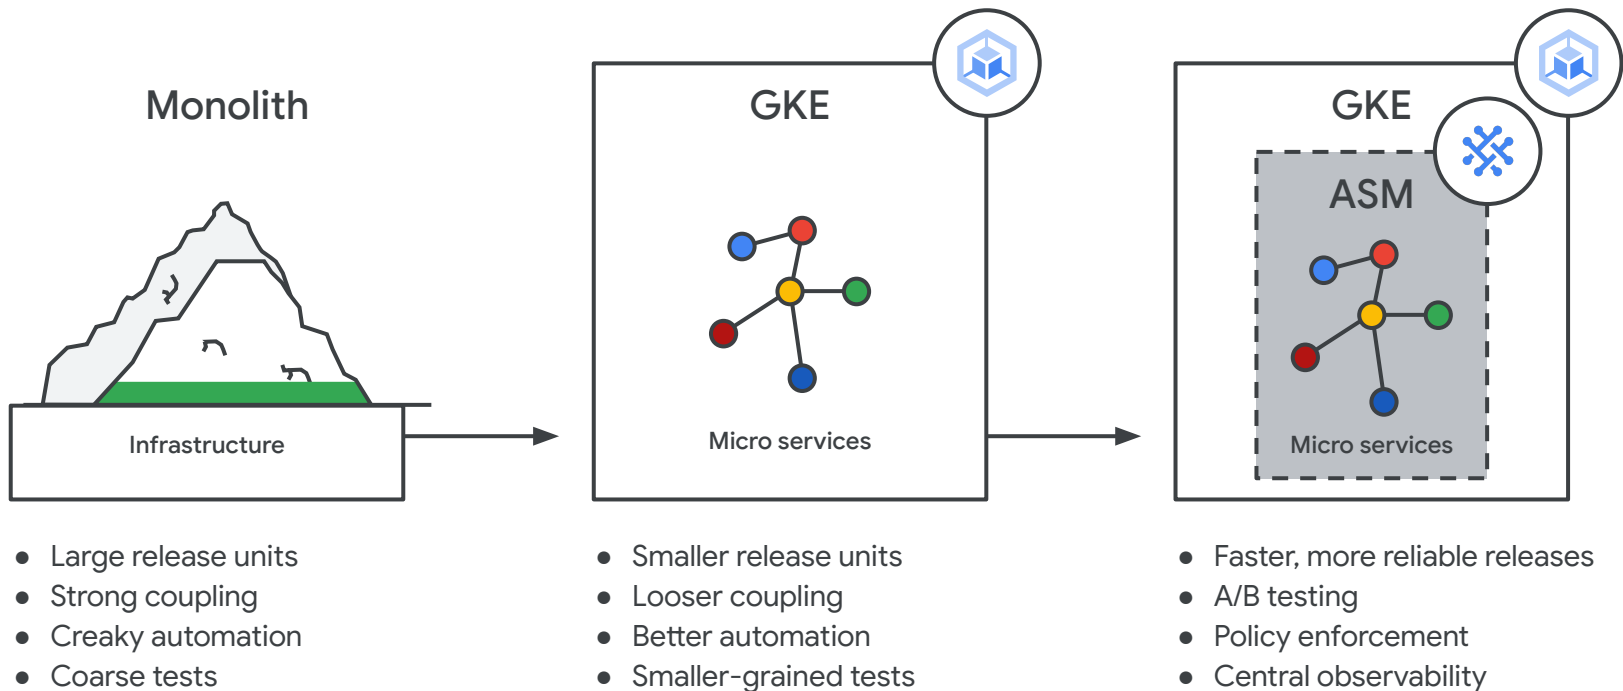 Monolith
Infrastructure
● Large release units
● Strong coupling
● Creaky automation
● Coarse tests
GKE
Micro services
● Smaller release units
● Looser coupling
● Better automation
● Smaller-grained tests
GKE
ASM
Micro services
● Faster, more reliable releases
● A/B testing
● Policy enforcement
● Central observability